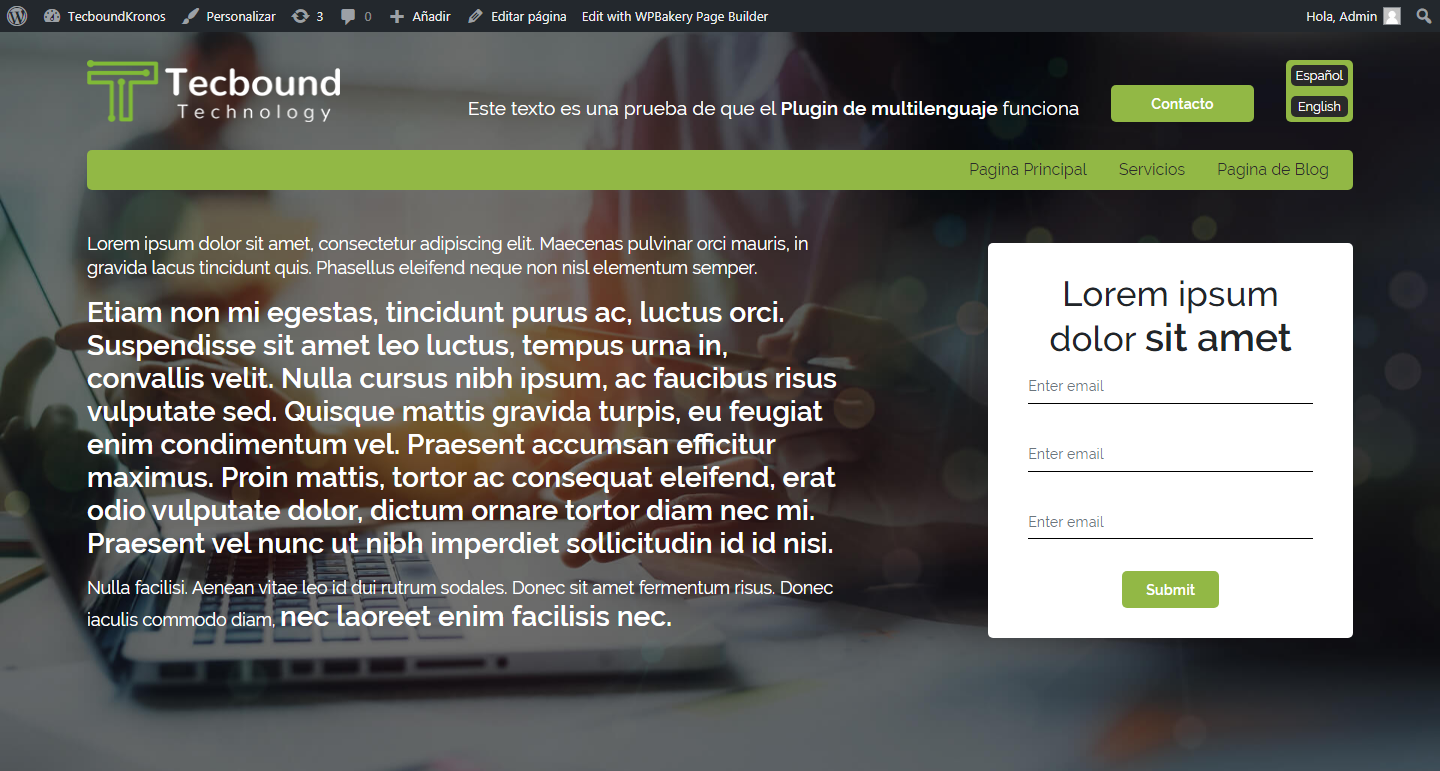 TecboundKronos Personalizar 3 0 Añadir Editar página Edit with WPBakery Page Builder Hola, Admin
Tecbound
Technology
Este texto es una prueba de que el Plugin de multilenguaje funciona
Contacto
Español
English
Pagina Principal Servicios Pagina de Blog
Lorem ipsum dolor sit amet, consectetur adipiscing elit. Maecenas pulvinar orci mauris, in
gravida lacus tincidunt quis. Phasellus eleifend neque non nisl elementum semper.
Etiam non mi egestas, tincidunt purus ac, luctus orci.
Suspendisse sit amet leo luctus, tempus urna in,
convallis velit. Nulla cursus nibh ipsum, ac faucibus risus
vulputate sed. Quisque mattis gravida turpis, eu feugiat
enim condimentum vel. Praesent accumsan efficitur
maximus. Proin mattis, tortor ac consequat eleifend, erat
odio vulputate dolor, dictum ornare tortor diam nec mi.
Praesent vel nunc ut nibh imperdiet sollicitudin id id nisi.
Nulla facilisi. Aenean vitae leo id dui rutrum sodales. Donec sit amet fermentum risus. Donec
iaculis commodo diam, nec laoreet enim facilisis nec.
Lorem ipsum
dolor sit amet
Enter email
Enter email
Enter email
Submit